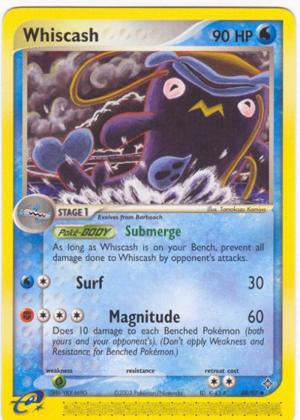 Whiscash 90 HP
STAGE 1
Evolves from Barboach
illus. Tomokazu Komiya
Poké-BODY Submerge
As long as Whiscash is on your Bench, prevent all
damage done to Whiscash by opponent's attacks.
Surf 30
Magnitude 60
Does 10 damage to each Benched Pokémon (both
yours and your opponent's). (Don't apply Weakness
and Resistance for Benched Pokémon.)
weakness resistance retreat cost
©2003 Pokémon/Nintendo